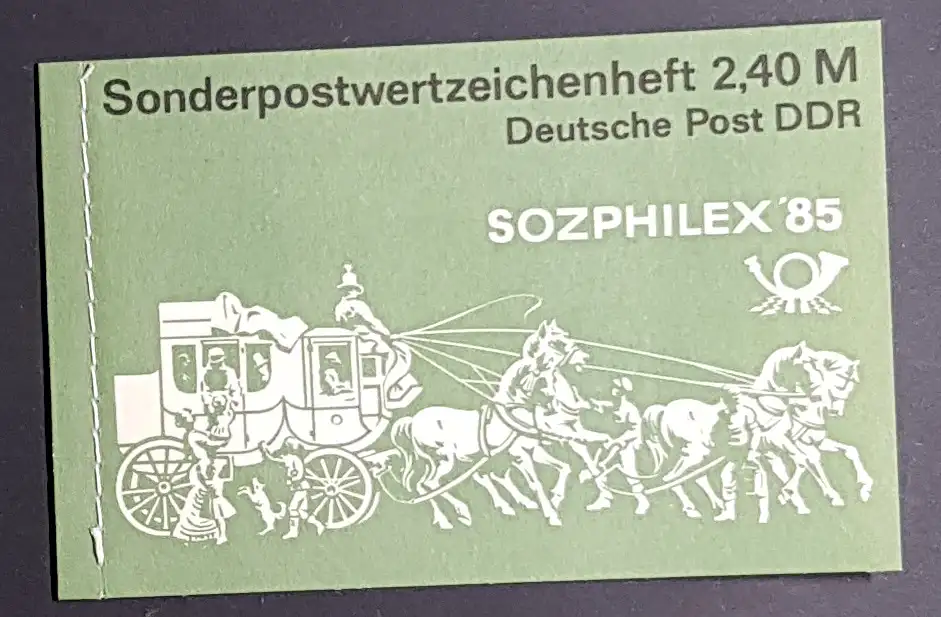 Sonderpostwertzeichenheft 2,40 M
Deutsche Post DDR
SOZPHILEX '85